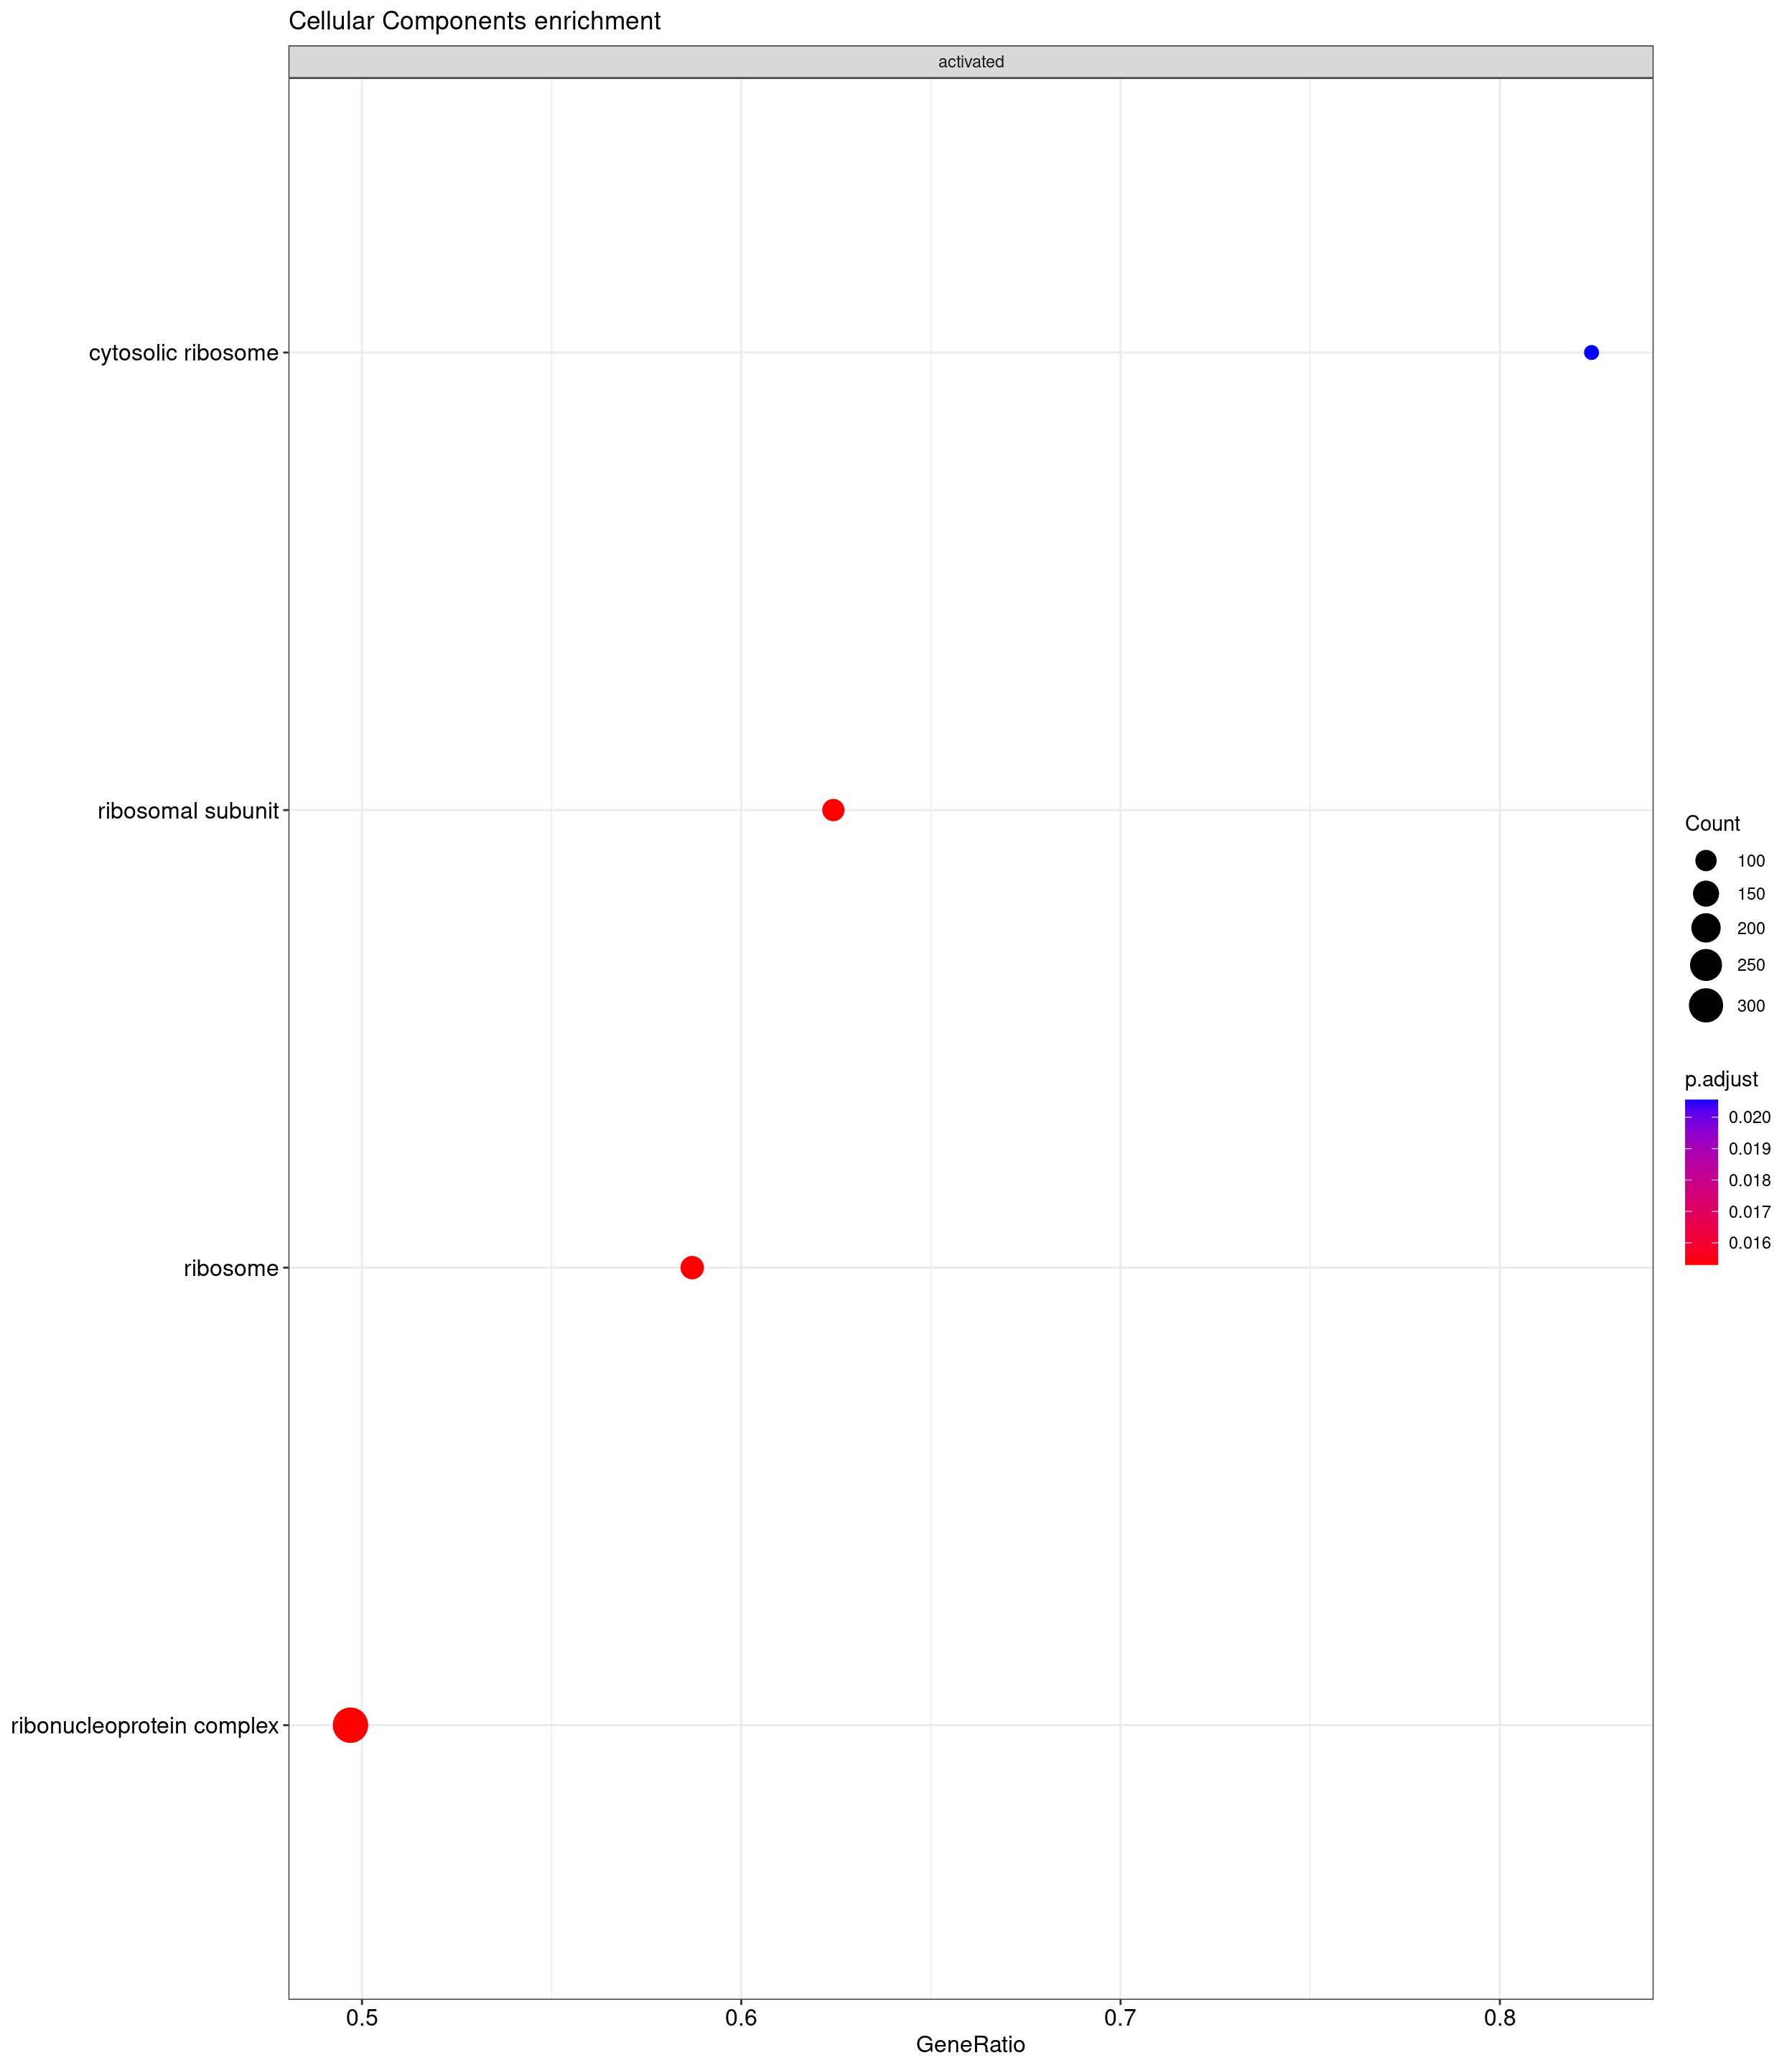 Cellular Components enrichment
activated
cytosolic ribosome
ribosomal subunit
ribosome
ribonucleoprotein complex
0.5
0.6
0.7
0.8
GeneRatio
Count
100
150
200
250
300
p.adjust
0.020
0.019
0.018
0.017
0.016